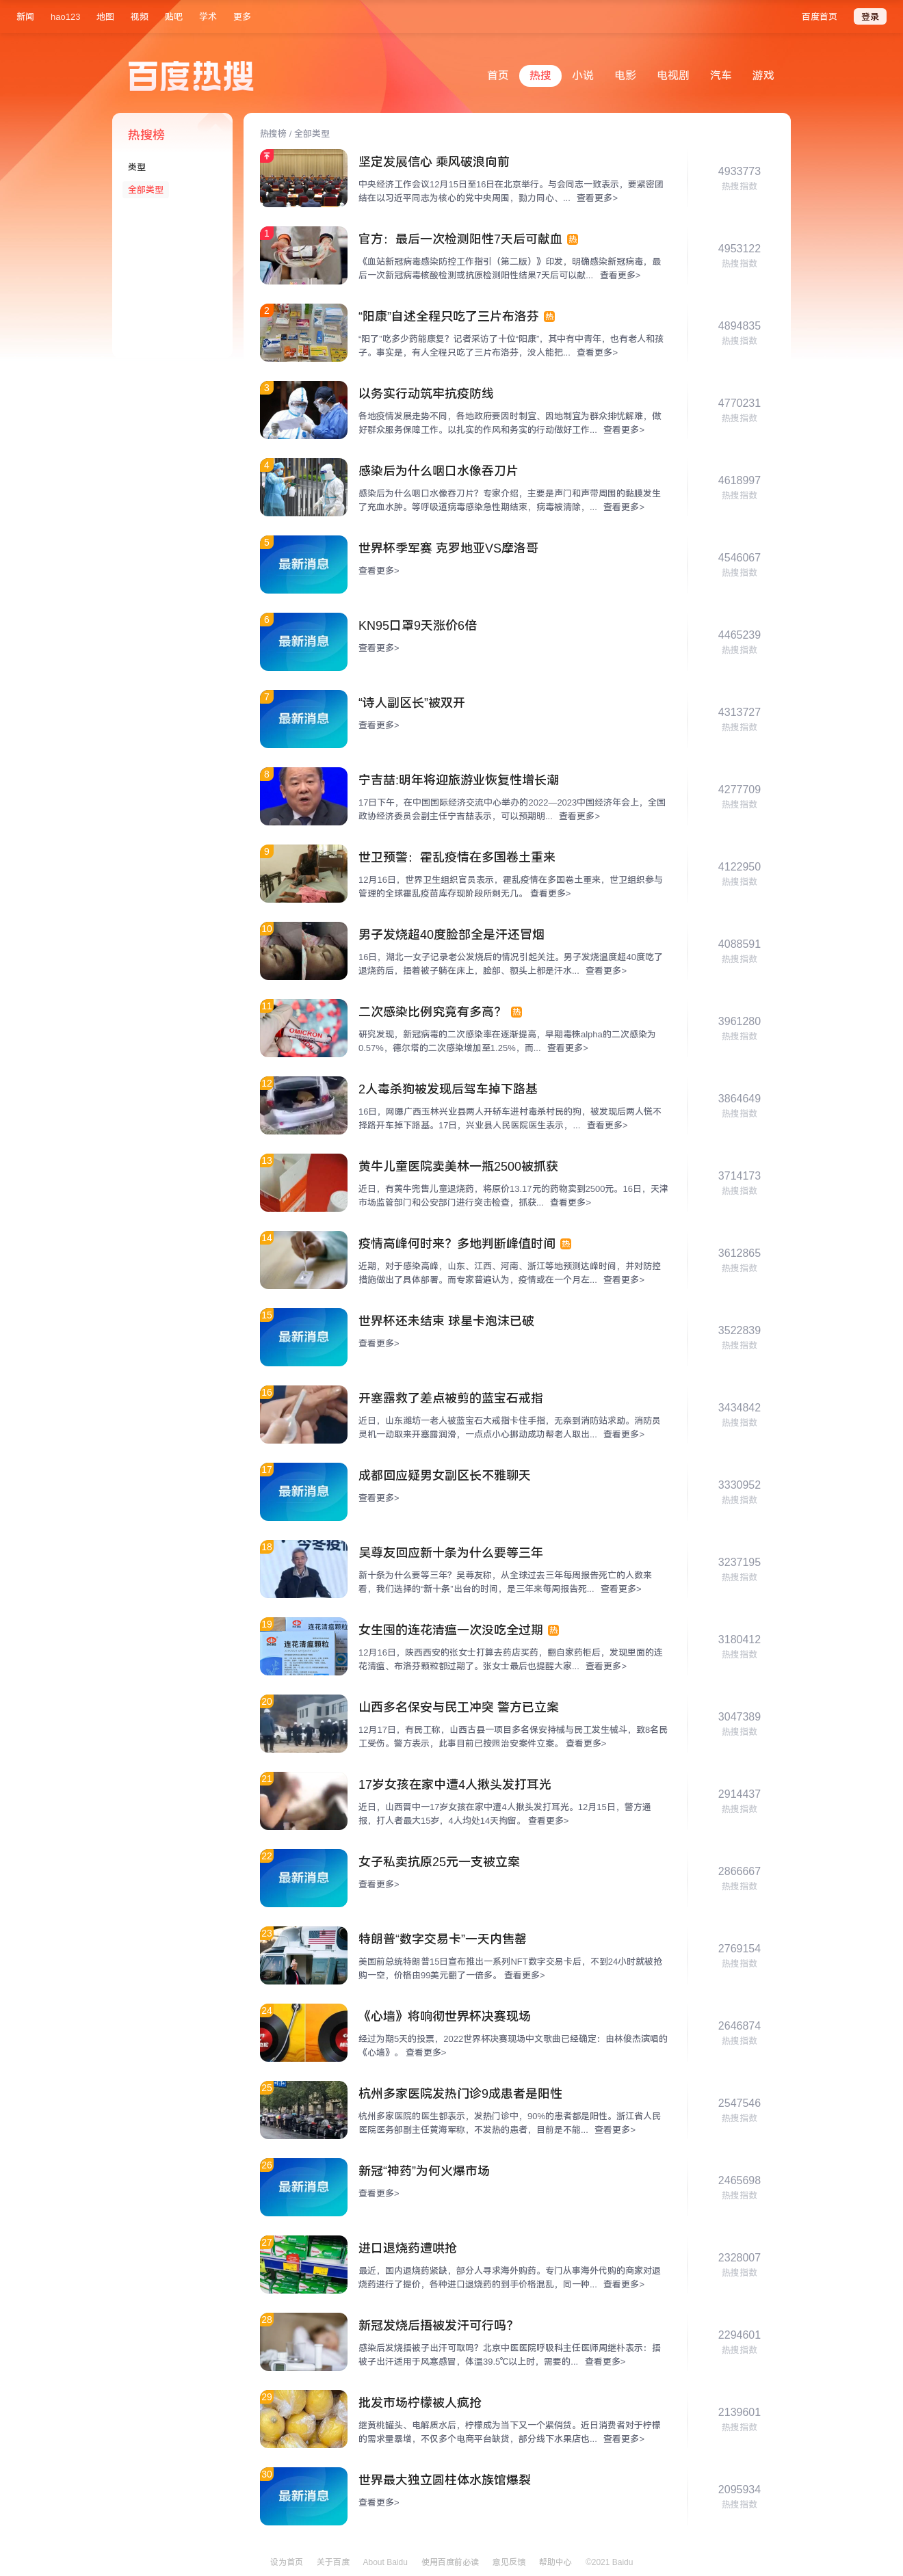 新闻 hao123 地图 视频 贴吧 学术 更多 百度首页 登录
百度热搜 首页 热搜 小说 电影 电视剧 汽车 游戏
热搜榜
类型
全部类型
热搜榜 / 全部类型
坚定发展信心 乘风破浪向前
中央经济工作会议12月15日至16日在北京举行。与会同志一致表示，要紧密团
结在以习近平同志为核心的党中央周围，勠力同心、... 查看更多>
4933773
热搜指数
1
官方：最后一次检测阳性7天后可献血 热
《血站新冠病毒感染防控工作指引（第二版）》印发，明确感染新冠病毒，最
后一次新冠病毒核酸检测或抗原检测阳性结果7天后可以献... 查看更多>
4953122
热搜指数
2
“阳康”自述全程只吃了三片布洛芬 热
“阳了”吃多少药能康复？记者采访了十位“阳康”，其中有中青年，也有老人和孩
子。事实是，有人全程只吃了三片布洛芬，没人能把... 查看更多>
4894835
热搜指数
3
以务实行动筑牢抗疫防线
各地疫情发展走势不同，各地政府要因时制宜、因地制宜为群众排忧解难，做
好群众服务保障工作。以扎实的作风和务实的行动做好工作... 查看更多>
4770231
热搜指数
4
感染后为什么咽口水像吞刀片
感染后为什么咽口水像吞刀片？专家介绍，主要是声门和声带周围的黏膜发生
了充血水肿。等呼吸道病毒感染急性期结束，病毒被清除，... 查看更多>
4618997
热搜指数
5
最新消息
世界杯季军赛 克罗地亚VS摩洛哥
查看更多>
4546067
热搜指数
6
最新消息
KN95口罩9天涨价6倍
查看更多>
4465239
热搜指数
7
最新消息
“诗人副区长”被双开
查看更多>
4313727
热搜指数
8
宁吉喆:明年将迎旅游业恢复性增长潮
17日下午，在中国国际经济交流中心举办的2022—2023中国经济年会上，全国
政协经济委员会副主任宁吉喆表示，可以预期明... 查看更多>
4277709
热搜指数
9
世卫预警：霍乱疫情在多国卷土重来
12月16日，世界卫生组织官员表示，霍乱疫情在多国卷土重来，世卫组织参与
管理的全球霍乱疫苗库存现阶段所剩无几。 查看更多>
4122950
热搜指数
10
男子发烧超40度脸部全是汗还冒烟
16日，湖北一女子记录老公发烧后的情况引起关注。男子发烧温度超40度吃了
退烧药后，捂着被子躺在床上，脸部、额头上都是汗水... 查看更多>
4088591
热搜指数
11
OMICRON
二次感染比例究竟有多高？ 热
研究发现，新冠病毒的二次感染率在逐渐提高，早期毒株alpha的二次感染为
0.57%，德尔塔的二次感染增加至1.25%，而... 查看更多>
3961280
热搜指数
12
2人毒杀狗被发现后驾车掉下路基
16日，网曝广西玉林兴业县两人开轿车进村毒杀村民的狗，被发现后两人慌不
择路开车掉下路基。17日，兴业县人民医院医生表示，... 查看更多>
3864649
热搜指数
13
黄牛儿童医院卖美林一瓶2500被抓获
近日，有黄牛兜售儿童退烧药，将原价13.17元的药物卖到2500元。16日，天津
市场监管部门和公安部门进行突击检查，抓获... 查看更多>
3714173
热搜指数
14
疫情高峰何时来？多地判断峰值时间 热
近期，对于感染高峰，山东、江西、河南、浙江等地预测达峰时间，并对防控
措施做出了具体部署。而专家普遍认为，疫情或在一个月左... 查看更多>
3612865
热搜指数
15
最新消息
世界杯还未结束 球星卡泡沫已破
查看更多>
3522839
热搜指数
16
开塞露救了差点被剪的蓝宝石戒指
近日，山东潍坊一老人被蓝宝石大戒指卡住手指，无奈到消防站求助。消防员
灵机一动取来开塞露润滑，一点点小心挪动成功帮老人取出... 查看更多>
3434842
热搜指数
17
最新消息
成都回应疑男女副区长不雅聊天
查看更多>
3330952
热搜指数
18
吴尊友回应新十条为什么要等三年
新十条为什么要等三年？吴尊友称，从全球过去三年每周报告死亡的人数来
看，我们选择的“新十条”出台的时间，是三年来每周报告死... 查看更多>
3237195
热搜指数
19
连花清瘟颗粒
连花清瘟颗粒
女生囤的连花清瘟一次没吃全过期 热
12月16日，陕西西安的张女士打算去药店买药，翻自家药柜后，发现里面的连
花清瘟、布洛芬颗粒都过期了。张女士最后也提醒大家... 查看更多>
3180412
热搜指数
20
山西多名保安与民工冲突 警方已立案
12月17日，有民工称，山西古县一项目多名保安持械与民工发生械斗，致8名民
工受伤。警方表示，此事目前已按照治安案件立案。 查看更多>
3047389
热搜指数
21
17岁女孩在家中遭4人揪头发打耳光
近日，山西晋中一17岁女孩在家中遭4人揪头发打耳光。12月15日，警方通
报，打人者最大15岁，4人均处14天拘留。 查看更多>
2914437
热搜指数
22
最新消息
女子私卖抗原25元一支被立案
查看更多>
2866667
热搜指数
23
特朗普“数字交易卡”一天内售罄
美国前总统特朗普15日宣布推出一系列NFT数字交易卡后，不到24小时就被抢
购一空，价格由99美元翻了一倍多。 查看更多>
2769154
热搜指数
24
《心墙》将响彻世界杯决赛现场
经过为期5天的投票，2022世界杯决赛现场中文歌曲已经确定：由林俊杰演唱的
《心墙》。 查看更多>
2646874
热搜指数
25
杭州多家医院发热门诊9成患者是阳性
杭州多家医院的医生都表示，发热门诊中，90%的患者都是阳性。浙江省人民
医院医务部副主任黄海军称，不发热的患者，目前是不能... 查看更多>
2547546
热搜指数
26
最新消息
新冠“神药”为何火爆市场
查看更多>
2465698
热搜指数
27
进口退烧药遭哄抢
最近，国内退烧药紧缺，部分人寻求海外购药。专门从事海外代购的商家对退
烧药进行了提价，各种进口退烧药的到手价格混乱，同一种... 查看更多>
2328007
热搜指数
28
新冠发烧后捂被发汗可行吗？
感染后发烧捂被子出汗可取吗？北京中医医院呼吸科主任医师周继朴表示：捂
被子出汗适用于风寒感冒，体温39.5℃以上时，需要的... 查看更多>
2294601
热搜指数
29
批发市场柠檬被人疯抢
继黄桃罐头、电解质水后，柠檬成为当下又一个紧俏货。近日消费者对于柠檬
的需求量暴增，不仅多个电商平台缺货，部分线下水果店也... 查看更多>
2139601
热搜指数
30
最新消息
世界最大独立圆柱体水族馆爆裂
查看更多>
2095934
热搜指数
设为首页 关于百度 About Baidu 使用百度前必读 意见反馈 帮助中心 ©2021 Baidu